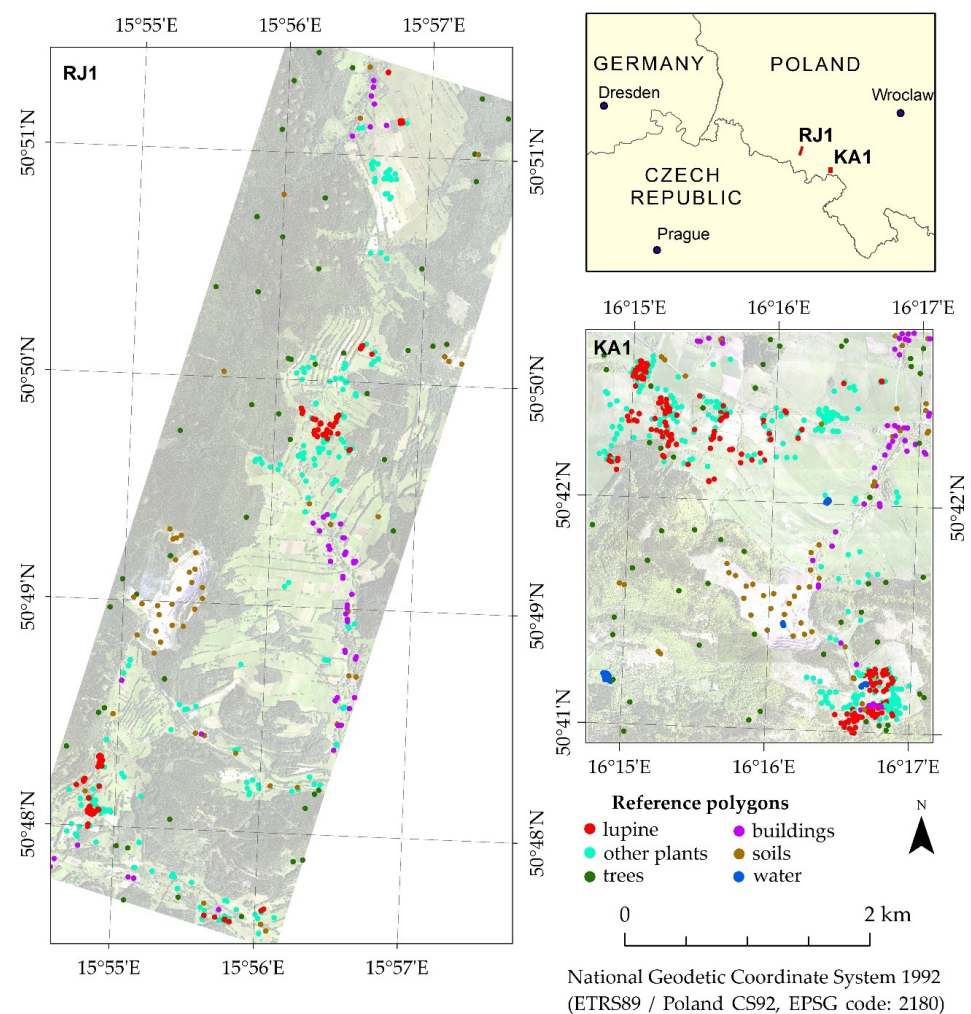 15°55'E 15°56'E 15°57'E
RJ1
50°51'N
50°51'N
50°50'N
50°50'N
50°49'N
50°49'N
50°48'N
50°48'N
15°55'E 15°56'E 15°57'E
GERMANY POLAND
Dresden
Wroclaw
RJ1
KA1
CZECH
REPUBLIC
Prague
16°15'E 16°16'E 16°17'E
KA1
50°42'N
50°42'N
50°41'N
16°15'E 16°16'E 16°17'E
Reference polygons
lupine buildings
other plants soils
trees water
N
0 2 km
National Geodetic Coordinate System 1992
(ETRS89 / Poland CS92, EPSG code: 2180)